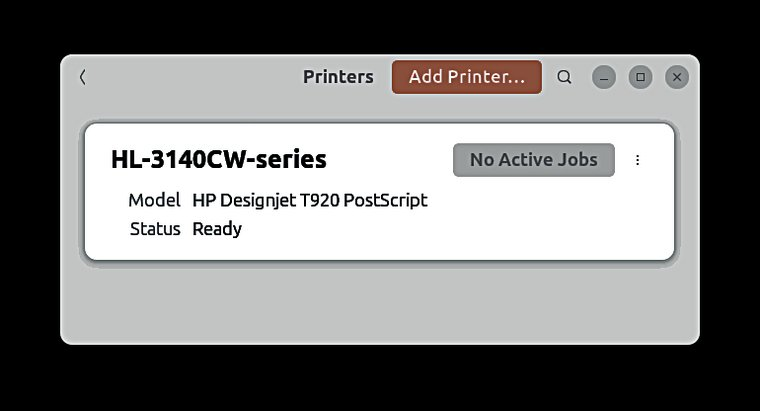 Printers
Add Printer...
HL-3140CW-series
No Active Jobs
Model HP Designjet T920 PostScript
Status Ready